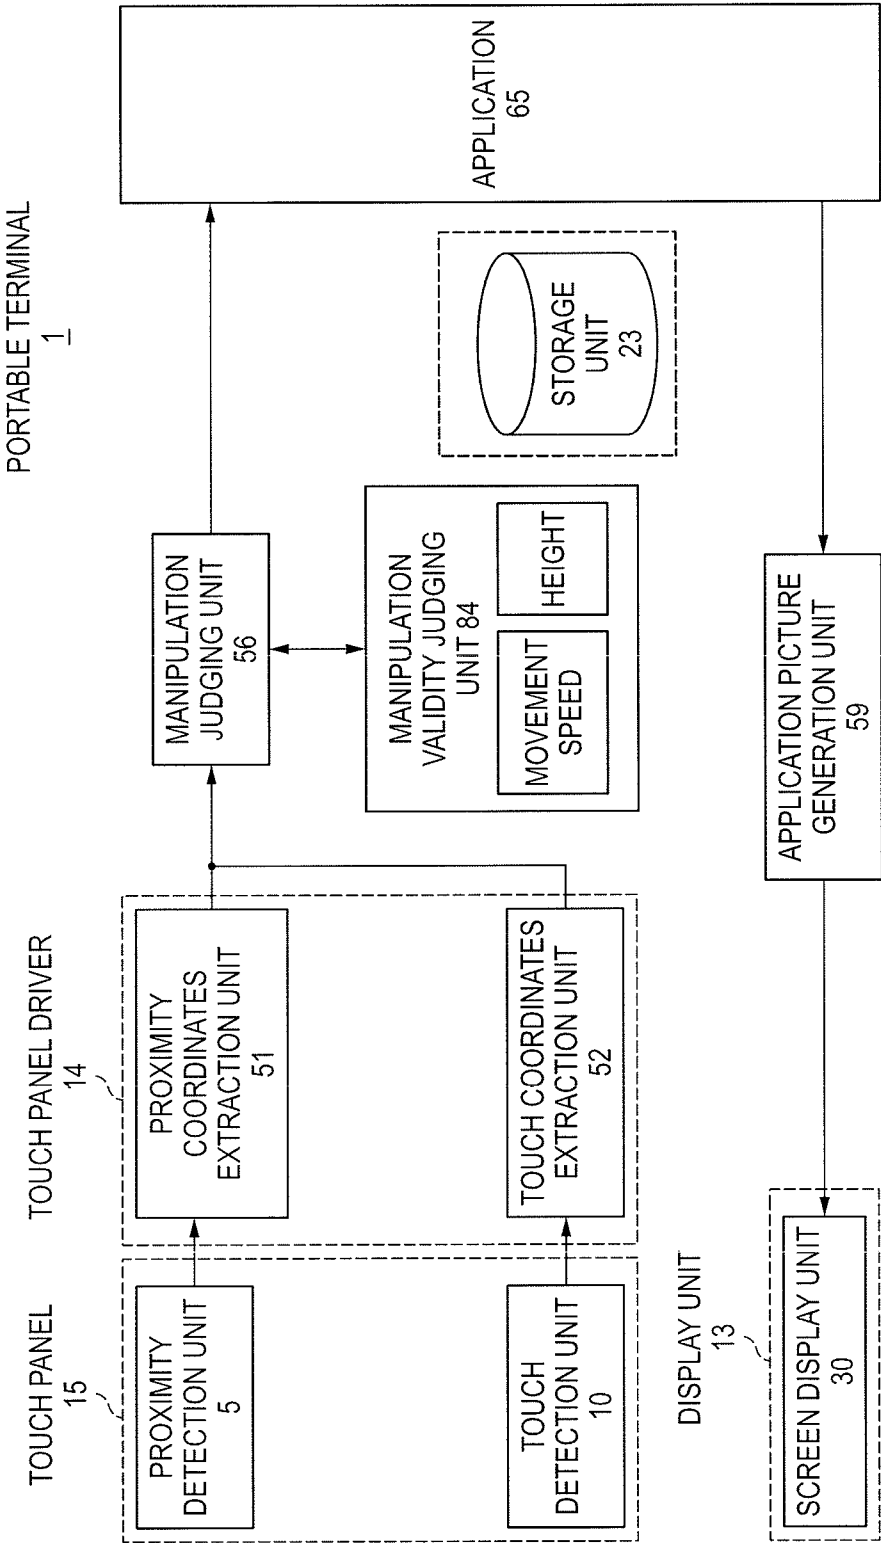 PORTABLE TERMINAL
1
TOUCH PANEL
15
TOUCH PANEL DRIVER
14
PROXIMITY
DETECTION UNIT
5
PROXIMITY
COORDINATES
EXTRACTION UNIT
51
MANIPULATION
JUDGING UNIT
56
APPLICATION
65
TOUCH
DETECTION UNIT
10
TOUCH COORDINATES
EXTRACTION UNIT
52
MANIPULATION
VALIDITY JUDGING
UNIT 84
MOVEMENT
SPEED
HEIGHT
STORAGE
UNIT
23
DISPLAY UNIT
13
SCREEN DISPLAY UNIT
30
APPLICATION PICTURE
GENERATION UNIT
59